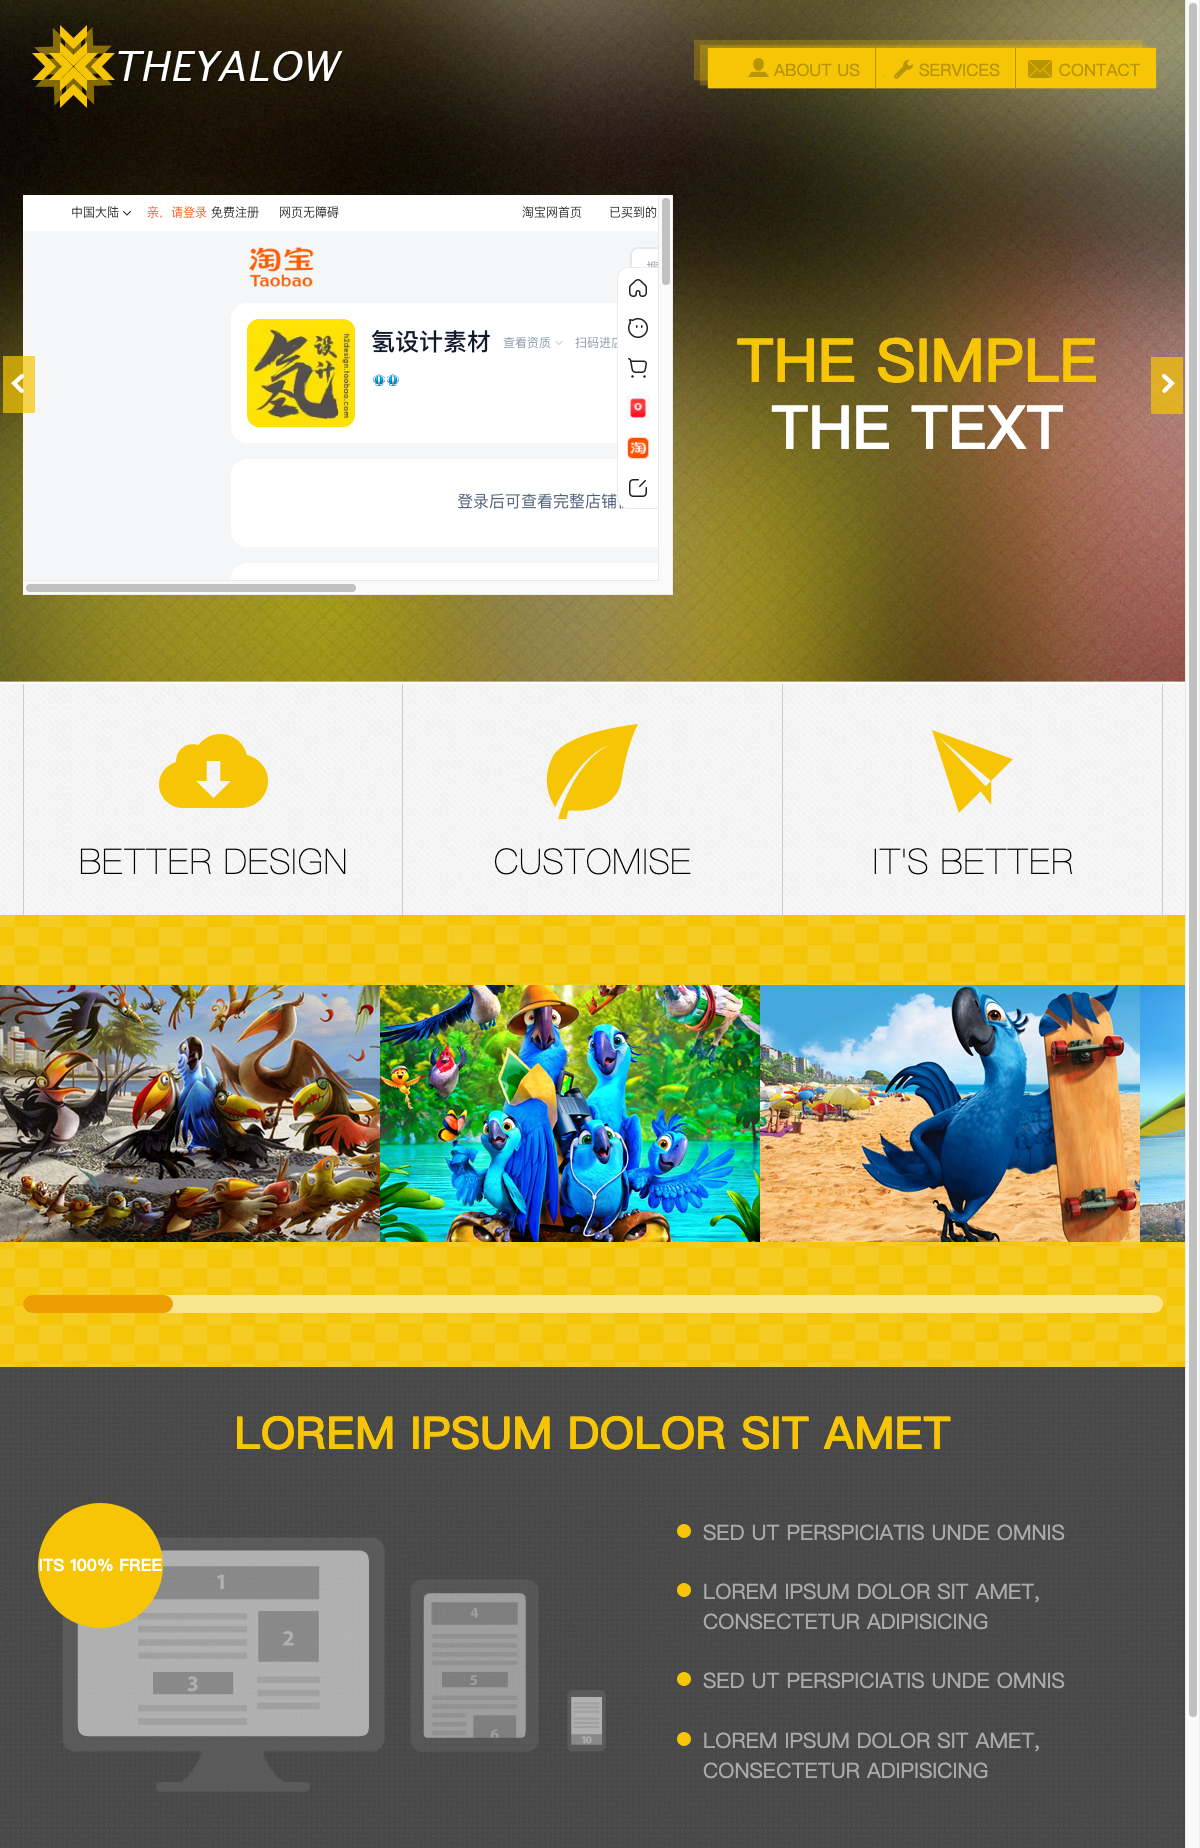 THEYALOW
ABOUT US
SERVICES
CONTACT
中国大陆
亲，请登录
免费注册
网页无障碍
淘宝网首页
已买到的
淘宝
Taobao
氢
设计
h2design.taobao.com
氢设计素材
查看资质
扫码进店
淘
登录后可查看完整店铺
THE SIMPLE
THE TEXT
BETTER DESIGN
CUSTOMISE
IT'S BETTER
LOREM IPSUM DOLOR SIT AMET
ITS 100% FREE
1
2
3
4
5
6
10
SED UT PERSPICIATIS UNDE OMNIS
LOREM IPSUM DOLOR SIT AMET,
CONSECTETUR ADIPISICING
SED UT PERSPICIATIS UNDE OMNIS
LOREM IPSUM DOLOR SIT AMET,
CONSECTETUR ADIPISICING